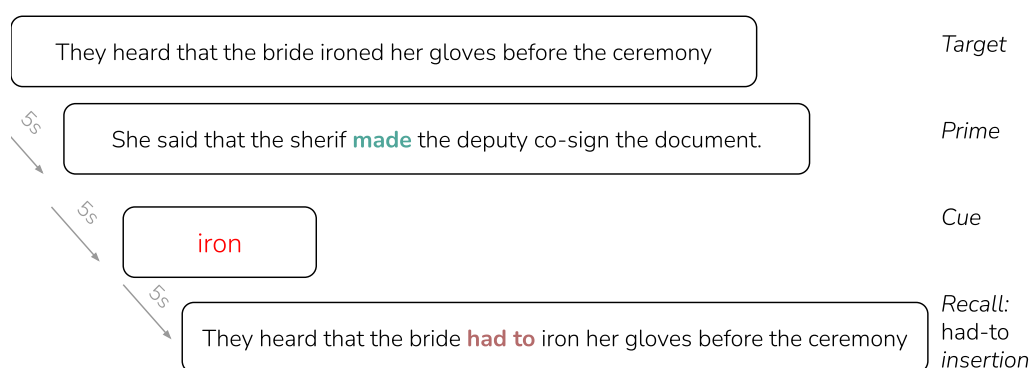 They heard that the bride ironed her gloves before the ceremony
Target
5s
She said that the sherif made the deputy co-sign the document.
Prime
5s
iron
Cue
5s
They heard that the bride had to iron her gloves before the ceremony
Recall:
had-to
insertion